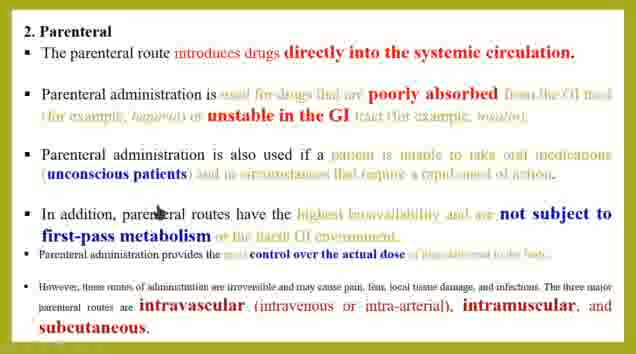 2. Parenteral
▪ The parenteral route introduces drugs directly into the systemic circulation.
▪ Parenteral administration is used for drugs that are poorly absorbed from the GI tract
(for example, heparin) or unstable in the GI tract (for example, insulin).
▪ Parenteral administration is also used if a patient is unable to take oral medications
(unconscious patients) and in circumstances that require a rapid onset of action.
▪ In addition, parenteral routes have the highest bioavailability and are not subject to
first-pass metabolism or the harsh GI environment.
▪ Parenteral administration provides the most control over the actual dose of
▪ However, these routes of administration are irreversible and may cause pain, fear, local tissue damage, and infections. The three major
parenteral routes are intravascular (intravenous or intra-arterial), intramuscular, and
subcutaneous.